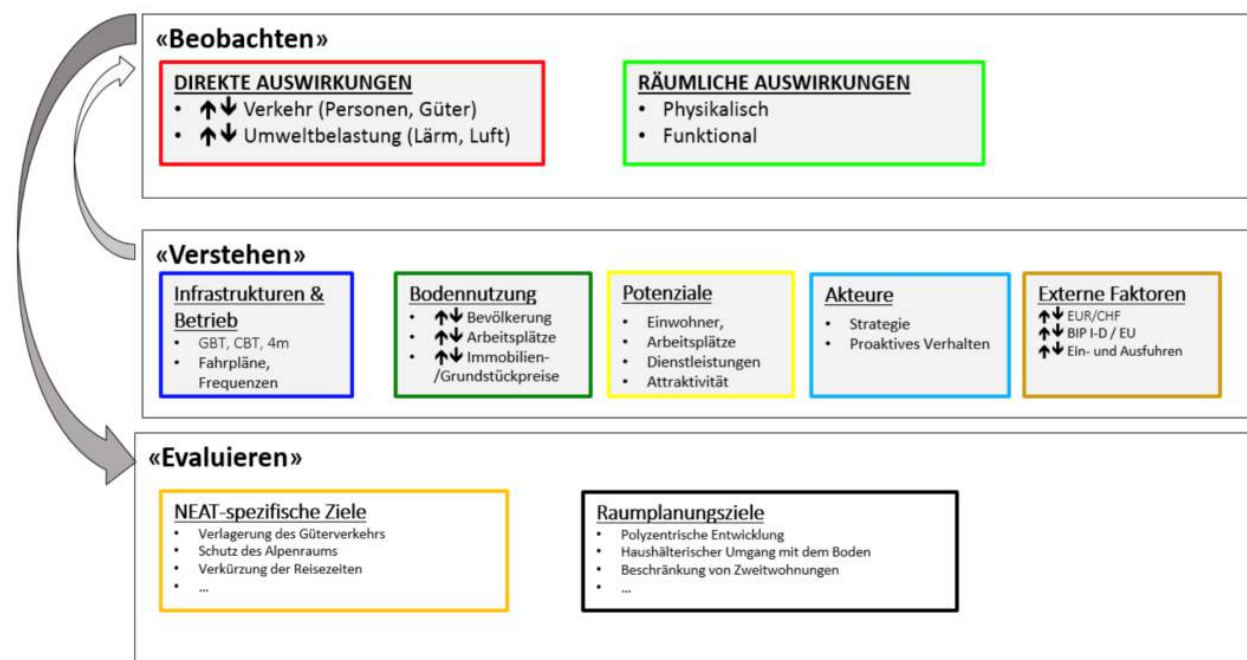 «Beobachten»
DIREKTE AUSWIRKUNGEN
• ↑↓ Verkehr (Personen, Güter)
• ↑↓ Umweltbelastung (Lärm, Luft)
RÄUMLICHE AUSWIRKUNGEN
• Physikalisch
• Funktional
«Verstehen»
Infrastrukturen &
Betrieb
• GBT, CBT, 4m
• Fahrpläne,
Frequenzen
Bodennutzung
• ↑↓ Bevölkerung
• ↑↓ Arbeitsplätze
• ↑↓ Immobilien-
/Grundstückpreise
Potenziale
• Einwohner,
• Arbeitsplätze
• Dienstleistungen
• Attraktivität
Akteure
• Strategie
• Proaktives Verhalten
Externe Faktoren
↑↓ EUR/CHF
↑↓ BIP I-D / EU
↑↓ Ein- und Ausfuhren
«Evaluieren»
NEAT-spezifische Ziele
• Verlagerung des Güterverkehrs
• Schutz des Alpenraums
• Verkürzung der Reisezeiten
• ...
Raumplanungsziele
• Polyzentrische Entwicklung
• Haushälterischer Umgang mit dem Boden
• Beschränkung von Zweitwohnungen
• ...